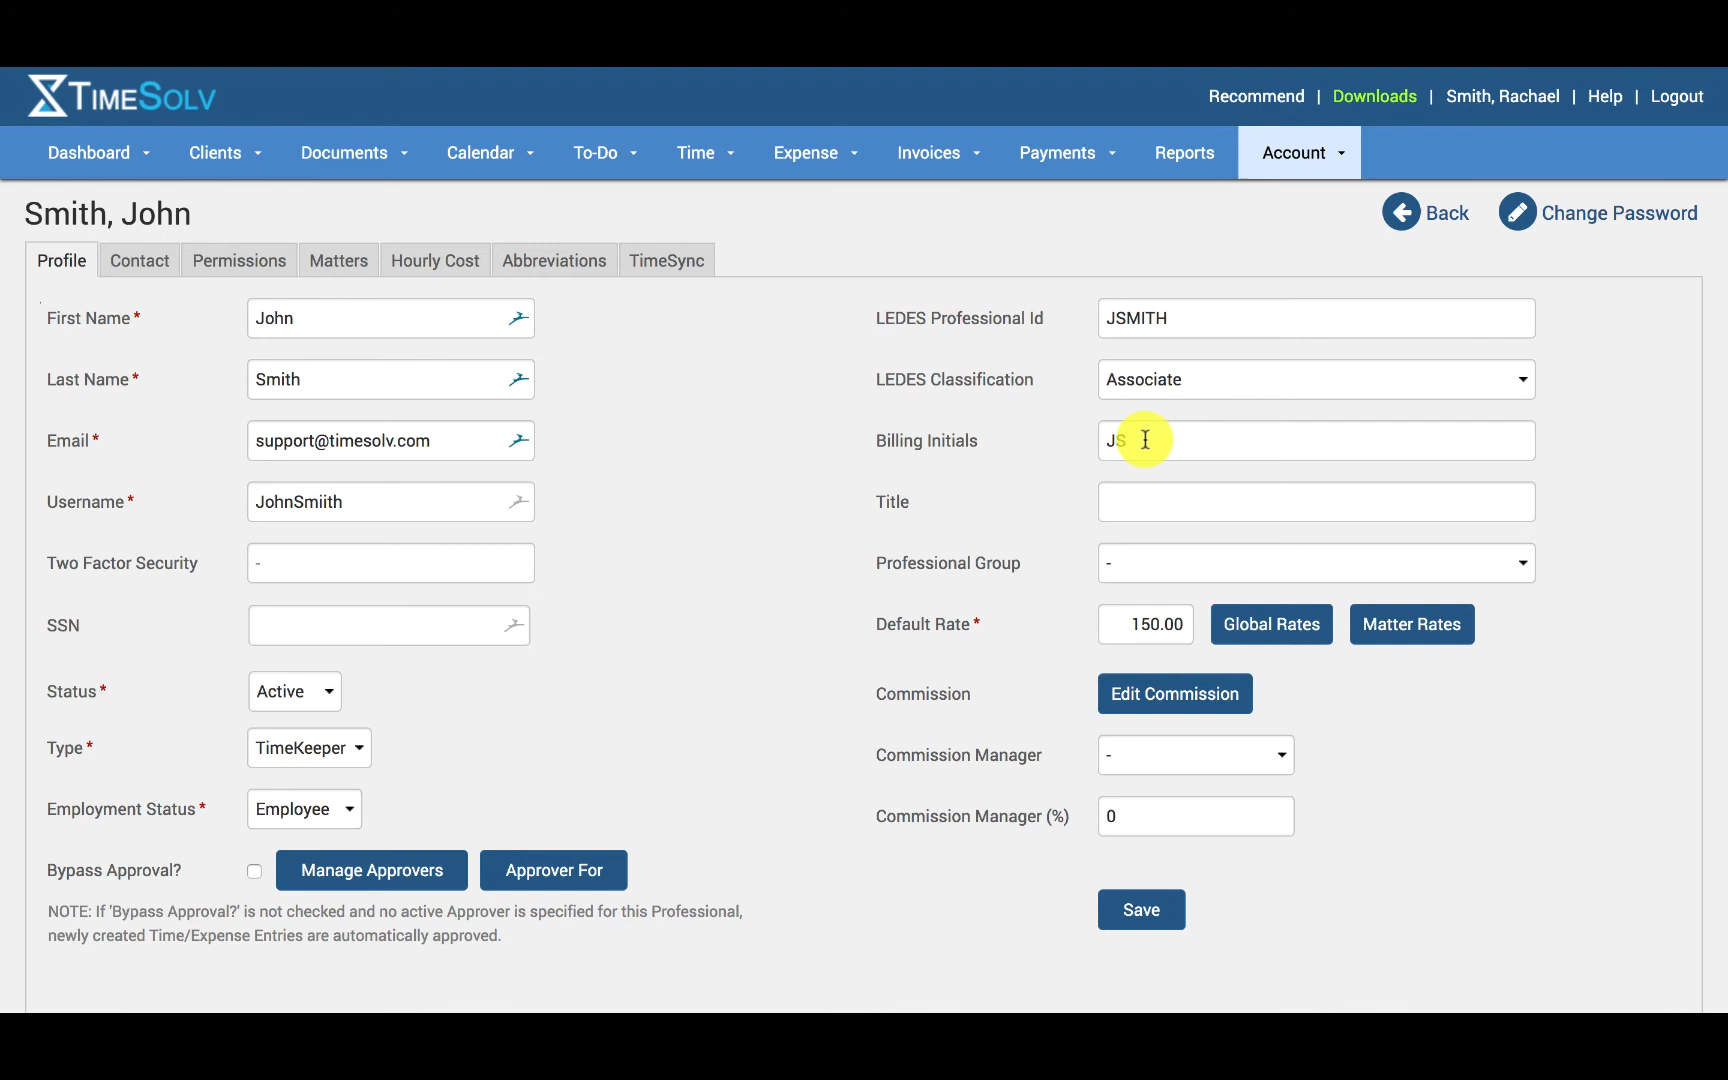 TIMESOLV
Recommend | Downloads | Smith, Rachael | Help | Logout
Dashboard Clients Documents Calendar To-Do Time Expense Invoices Payments Reports Account
Smith, John
Back Change Password
Profile Contact Permissions Matters Hourly Cost Abbreviations TimeSync
First Name* John
LEDES Professional Id JSMITH
Last Name* Smith
LEDES Classification Associate
Email* support@timesolv.com
Billing Initials JS
Username* JohnSmiith
Title
Two Factor Security -
Professional Group -
SSN
Default Rate* 150.00 Global Rates Matter Rates
Status* Active
Commission Edit Commission
Type* TimeKeeper
Commission Manager -
Employment Status* Employee
Commission Manager (%) 0
Bypass Approval? Manage Approvers Approver For
NOTE: If 'Bypass Approval?' is not checked and no active Approver is specified for this Professional,
newly created Time/Expense Entries are automatically approved.
Save